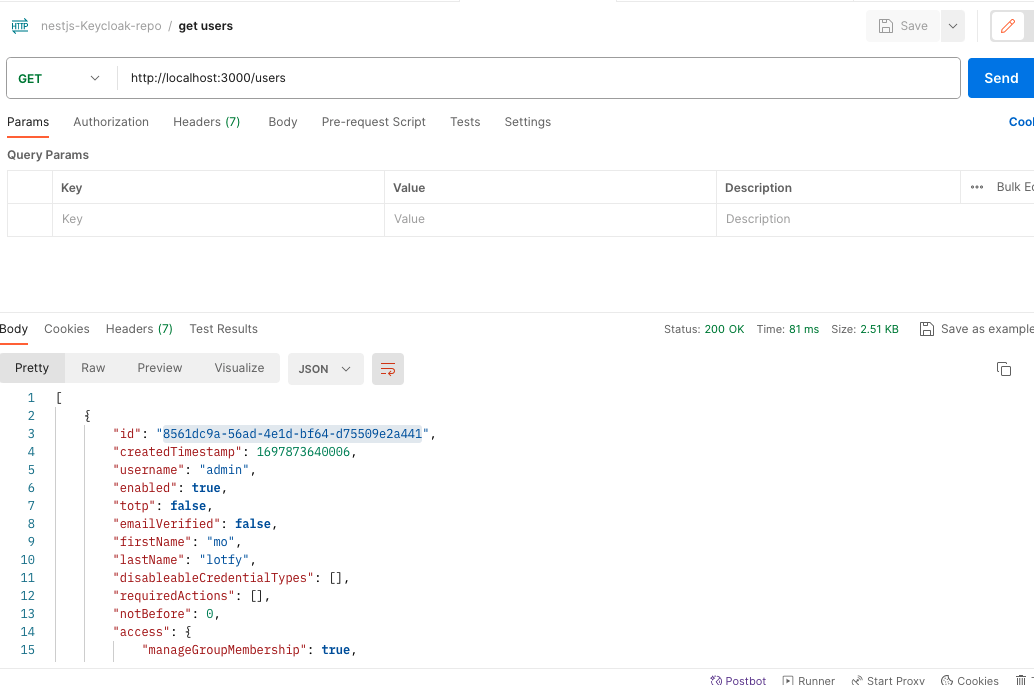 HTTP nestjs-Keycloak-repo / get users Save
GET http://localhost:3000/users Send
Params Authorization Headers (7) Body Pre-request Script Tests Settings Cool
Query Params
Key Value Description ••• Bulk Ed
Key Value Description
Body Cookies Headers (7) Test Results Status: 200 OK Time: 81 ms Size: 2.51 KB Save as example
Pretty Raw Preview Visualize JSON
1 [
2 {
3 "id": "8561dc9a-56ad-4e1d-bf64-d75509e2a441",
4 "createdTimestamp": 1697873640006,
5 "username": "admin",
6 "enabled": true,
7 "totp": false,
8 "emailVerified": false,
9 "firstName": "mo",
10 "lastName": "lotfy",
11 "disableableCredentialTypes": [],
12 "requiredActions": [],
13 "notBefore": 0,
14 "access": {
15 "manageGroupMembership": true,
Postbot Runner Start Proxy Cookies